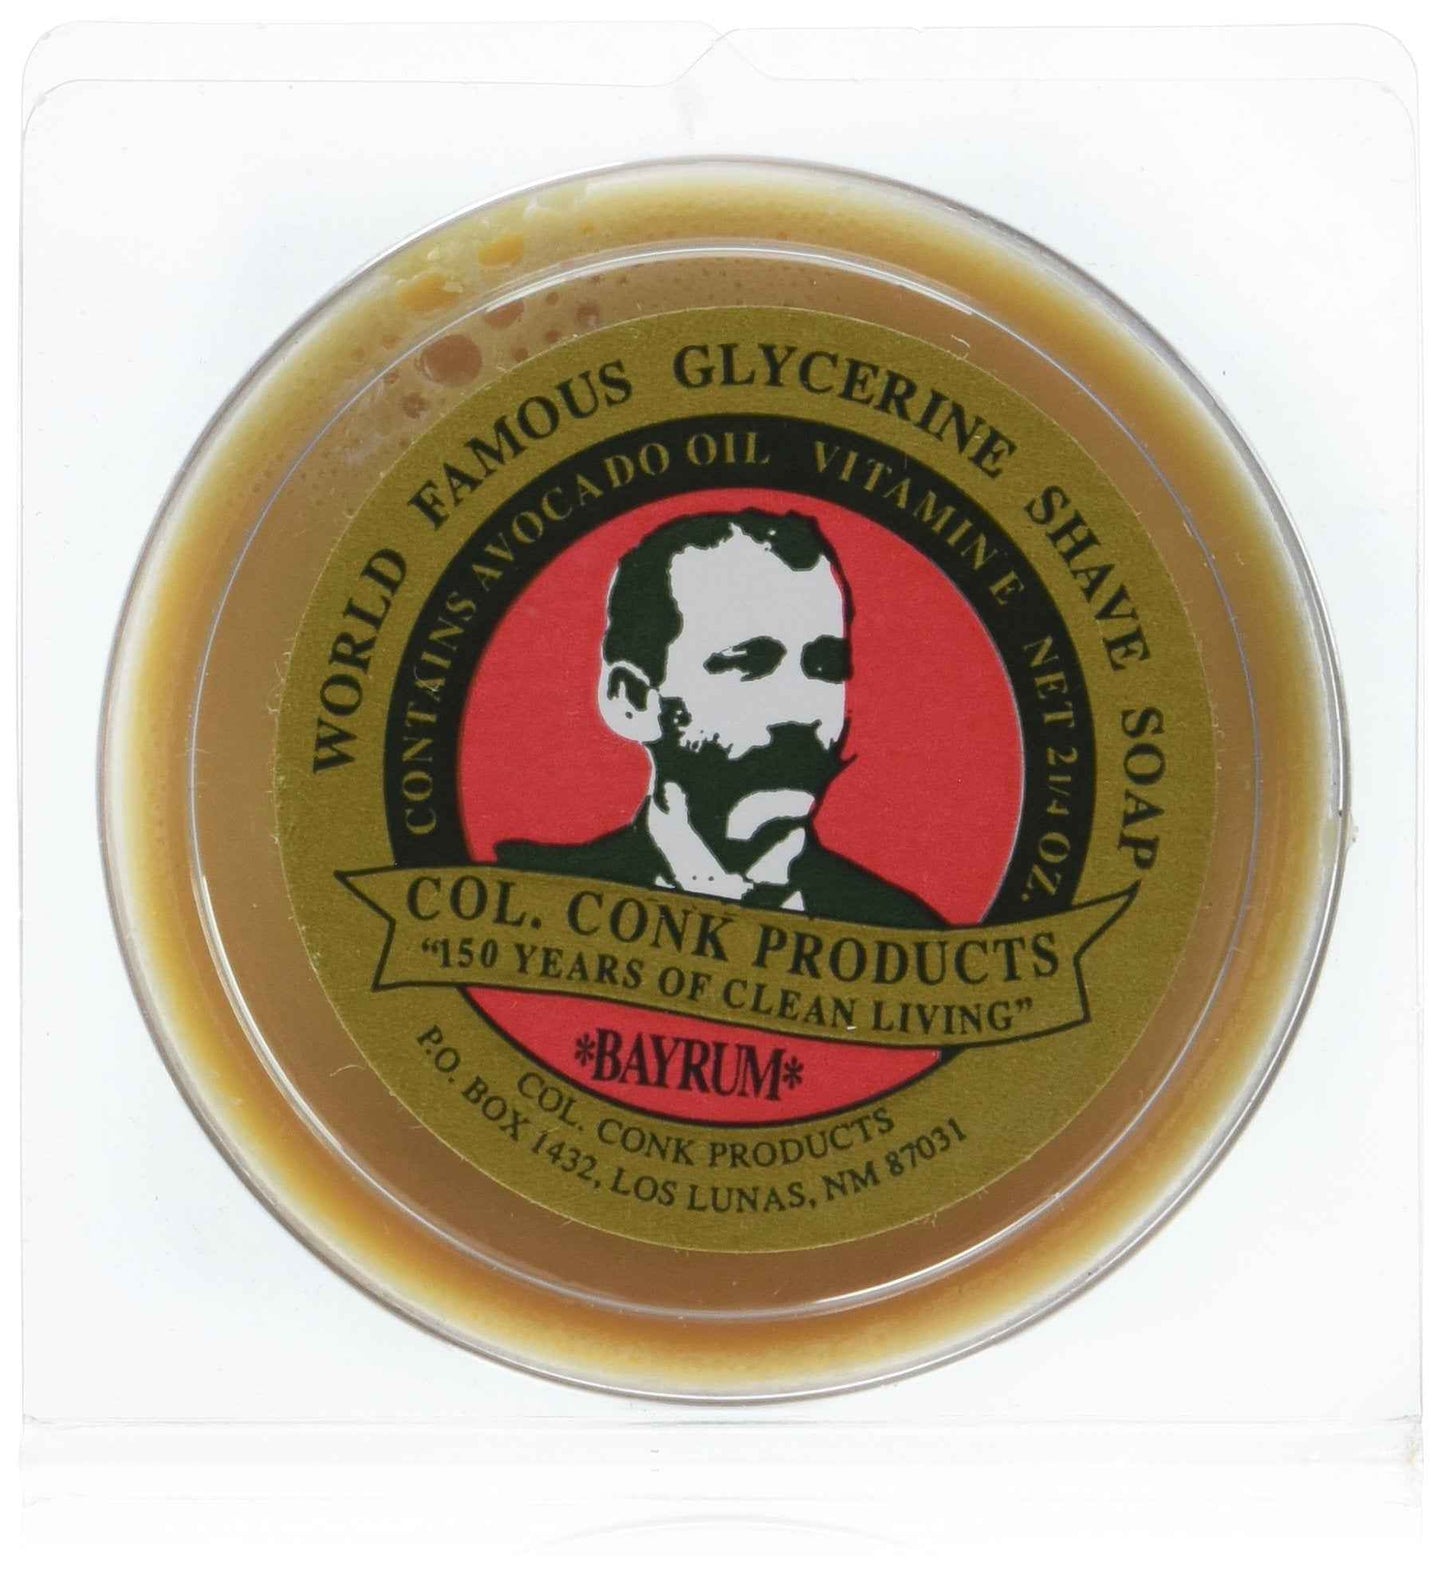 WORLD FAMOUS GLYCERINE SHAVE SOAP
CONTAINS AVOCADO OIL VITAMIN E NET 2 1/4 OZ.
COL. CONK PRODUCTS
“150 YEARS OF CLEAN LIVING”
*BAYRUM*
COL. CONK PRODUCTS
P.O. BOX 1432, LOS LUNAS, NM 87031